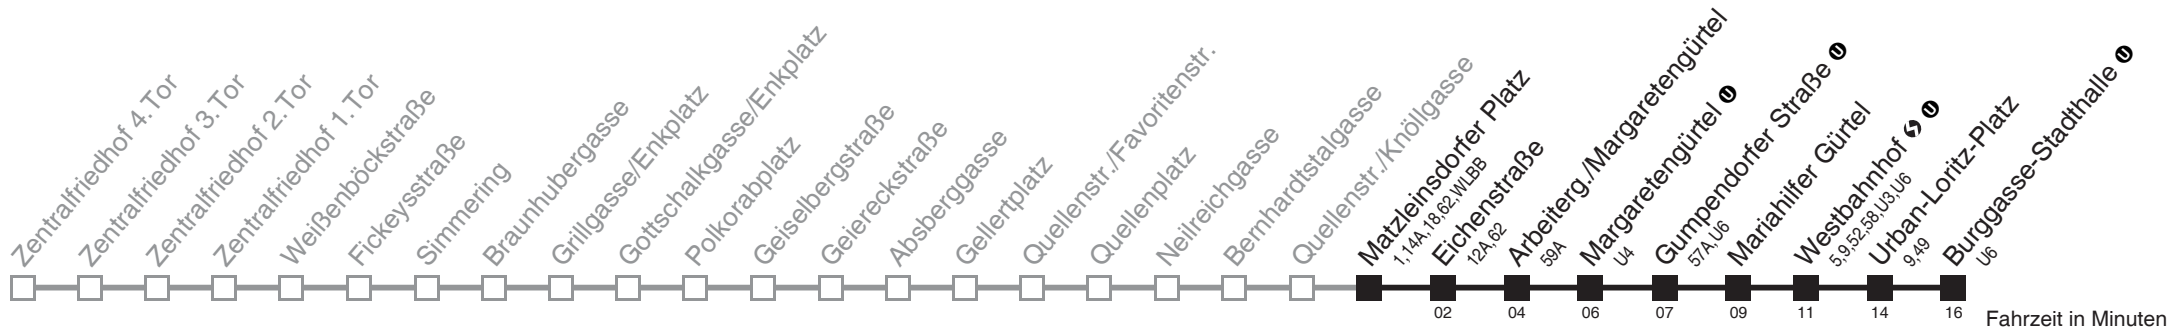 Zentralfriedhof 4. Tor
Zentralfriedhof 3. Tor
Zentralfriedhof 2. Tor
Zentralfriedhof 1. Tor
Weißenböckstraße
Fickeysstraße
Simmering
Braunhubergasse
Grillgasse/Enkplatz
Gottschalkgasse/Enkplatz
Polkorabplatz
Geiselbergstraße
Geiereckstraße
Absberggasse
Gellertplatz
Quellenstr./Favoritenstr.
Quellenplatz
Neilreichgasse
Bernhardtstalgasse
Quellenstr./Knöllgasse
Matzleinsdorfer Platz
1,14A,18,62,WLBB
Eichenstraße
12A,62
Arbeiterg./Margaretengürtel
59A
Margaretengürtel U
U4
Gumpendorfer Straße U
57A,U6
Mariahilfer Gürtel
Westbahnhof S U
5,9,52,58,U3,U6
Urban-Loritz-Platz
9,49
Burggasse-Stadthalle U
U6
02 04 06 07 09 11 14 16 Fahrzeit in Minuten